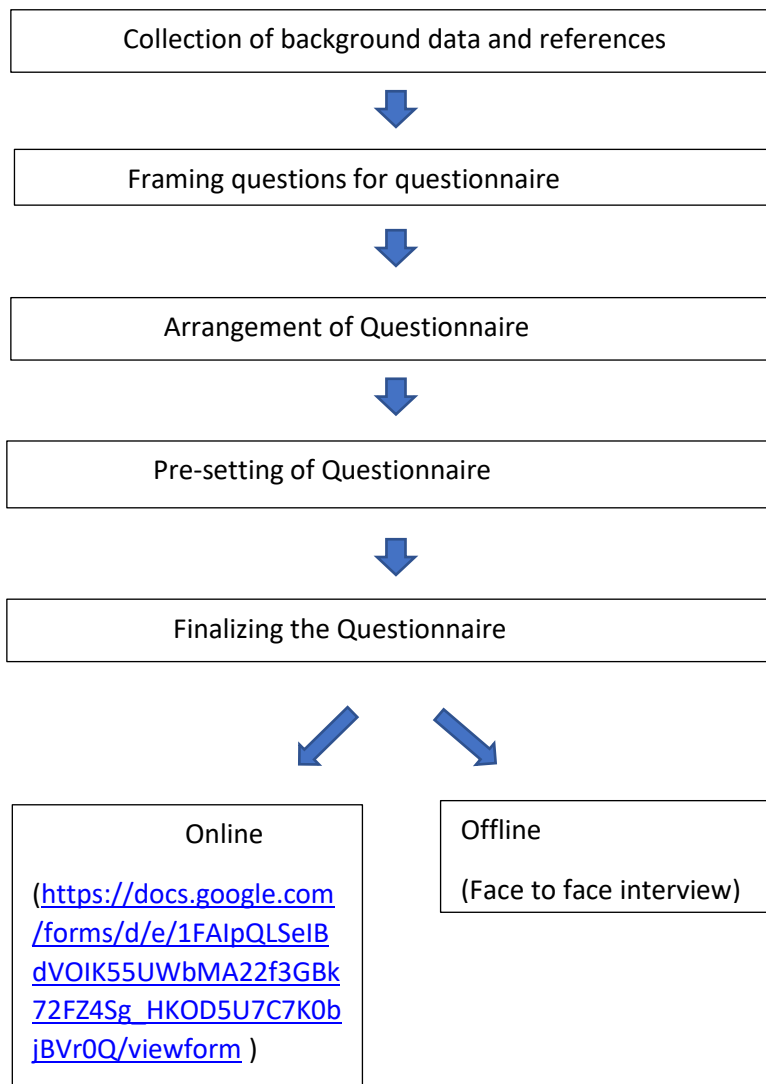 Collection of background data and references
Framing questions for questionnaire
Arrangement of Questionnaire
Pre-setting of Questionnaire
Finalizing the Questionnaire
Online
(https://docs.google.com
/forms/d/e/1FAIpQLSeIB
dVOIK55UWbMA22f3GBk
72FZ4Sg_HKOD5U7C7K0b
jBVr0Q/viewform )
Offline
(Face to face interview)